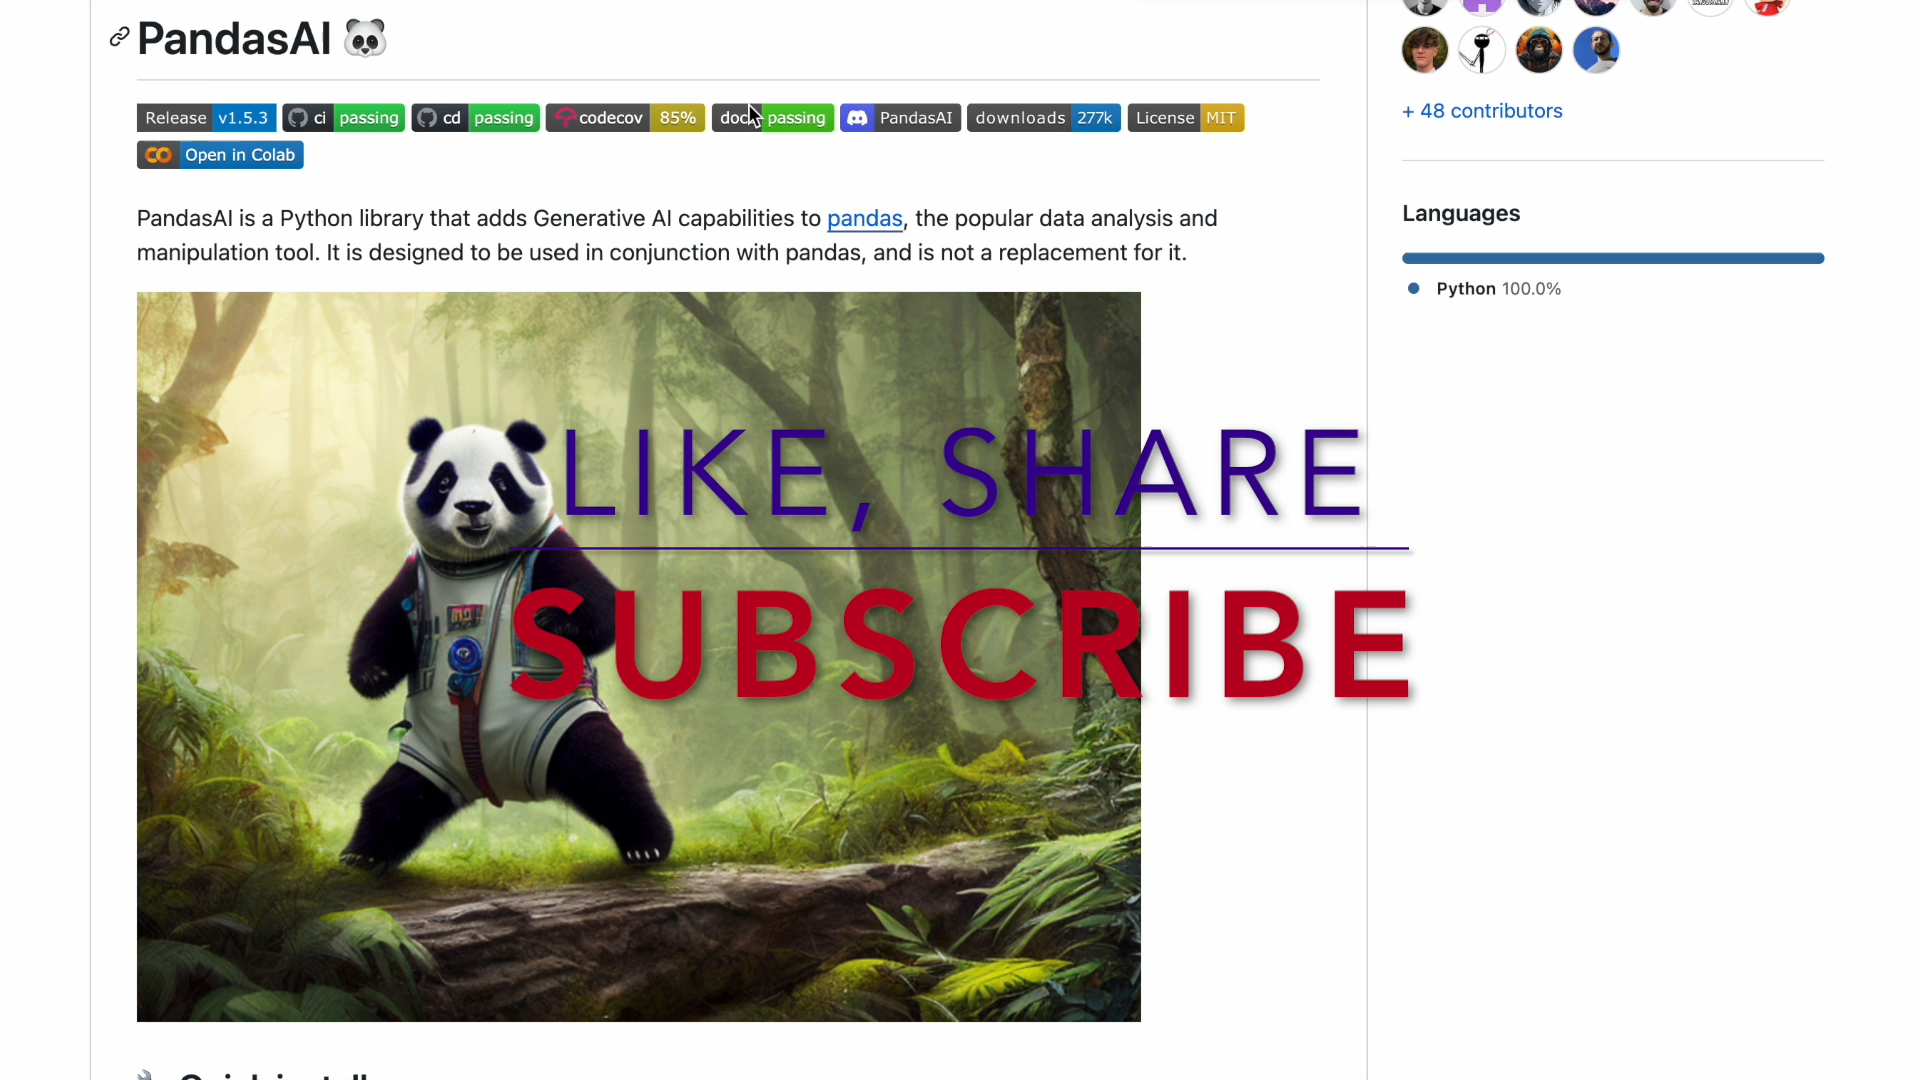 PandasAI
Release v1.5.3 ci passing cd passing codecov 85% docs passing PandasAI downloads 277k License MIT
Open in Colab
PandasAI is a Python library that adds Generative AI capabilities to pandas, the popular data analysis and
manipulation tool. It is designed to be used in conjunction with pandas, and is not a replacement for it.
LIKE, SHARE
SUBSCRIBE
Quick install
+ 48 contributors
Languages
Python 100.0%